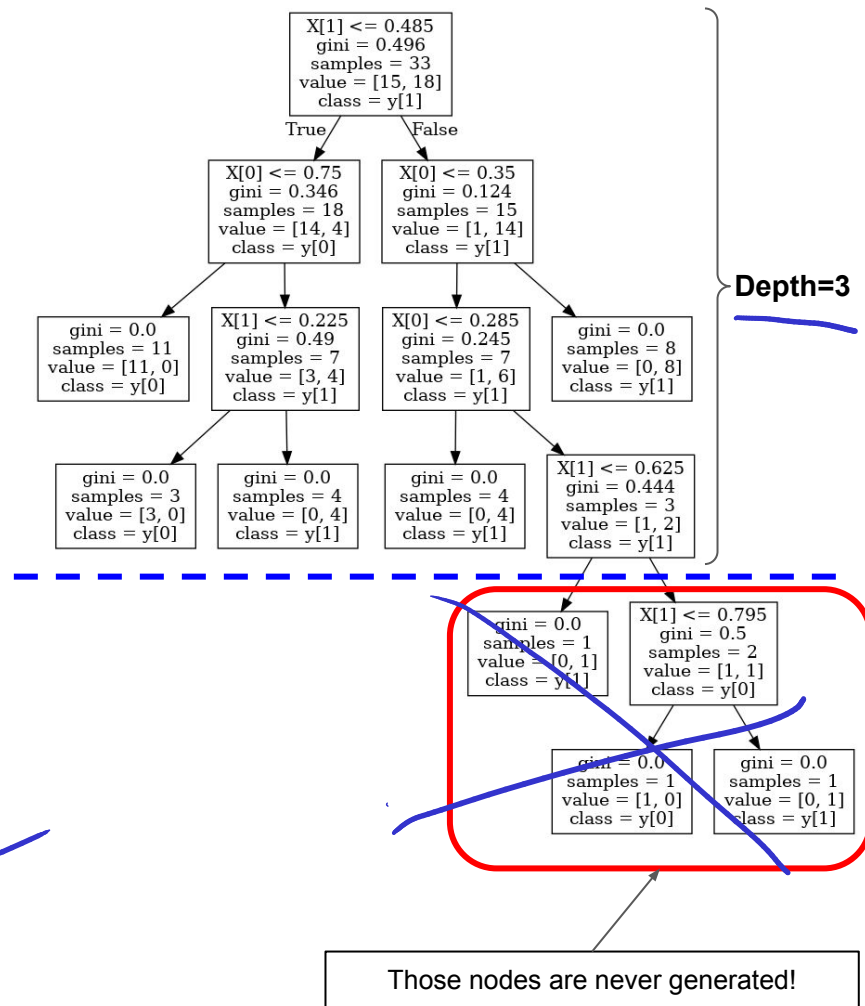 X[1] <= 0.485
gini = 0.496
samples = 33
value = [15, 18]
class = y[1]
True
False
X[0] <= 0.75
gini = 0.346
samples = 18
value = [14, 4]
class = y[0]
X[0] <= 0.35
gini = 0.124
samples = 15
value = [1, 14]
class = y[1]
Depth=3
gini = 0.0
samples = 11
value = [11, 0]
class = y[0]
X[1] <= 0.225
gini = 0.49
samples = 7
value = [3, 4]
class = y[1]
X[0] <= 0.285
gini = 0.245
samples = 7
value = [1, 6]
class = y[1]
gini = 0.0
samples = 8
value = [0, 8]
class = y[1]
gini = 0.0
samples = 3
value = [3, 0]
class = y[0]
gini = 0.0
samples = 4
value = [0, 4]
class = y[1]
gini = 0.0
samples = 4
value = [0, 4]
class = y[1]
X[1] <= 0.625
gini = 0.444
samples = 3
value = [1, 2]
class = y[1]
gini = 0.0
samples = 1
value = [0, 1]
class = y[1]
X[1] <= 0.795
gini = 0.5
samples = 2
value = [1, 1]
class = y[0]
gini = 0.0
samples = 1
value = [1, 0]
class = y[0]
gini = 0.0
samples = 1
value = [0, 1]
class = y[1]
Those nodes are never generated!